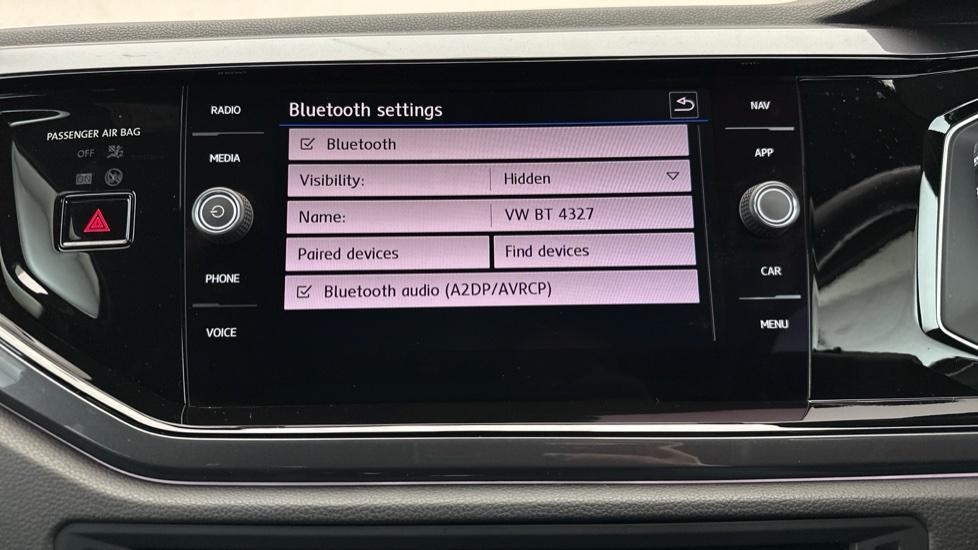 PASSENGER AIR BAG
OFF
ON
RADIO
MEDIA
PHONE
VOICE
Bluetooth settings
Bluetooth
Visibility: Hidden
Name: VW BT 4327
Paired devices Find devices
Bluetooth audio (A2DP/AVRCP)
NAV
APP
CAR
MENU